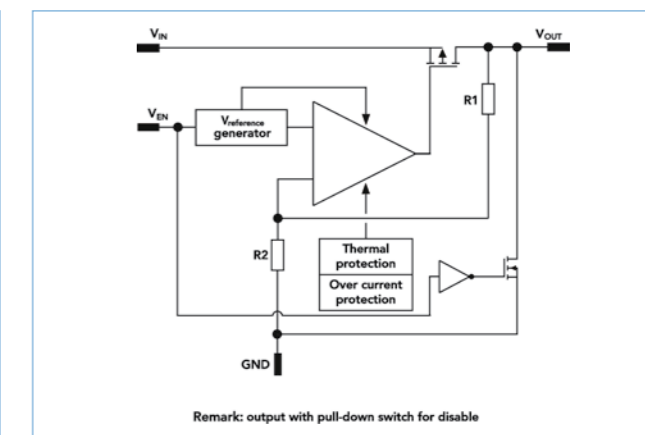 VIN
VOUT
R1
VEN
Vreference
generator
R2
Thermal
protection
Over current
protection
GND
Remark: output with pull-down switch for disable